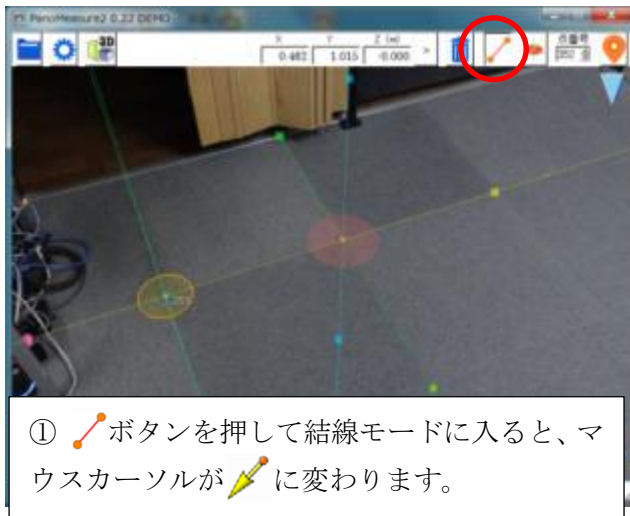 PanoMeasure2 0.22 DEMO
X Y Z (m)
0.482 1.015 -0.000 >
3D
点番号
① ボタンを押して結線モードに入ると、マ
ウスカーソルが に変わります。